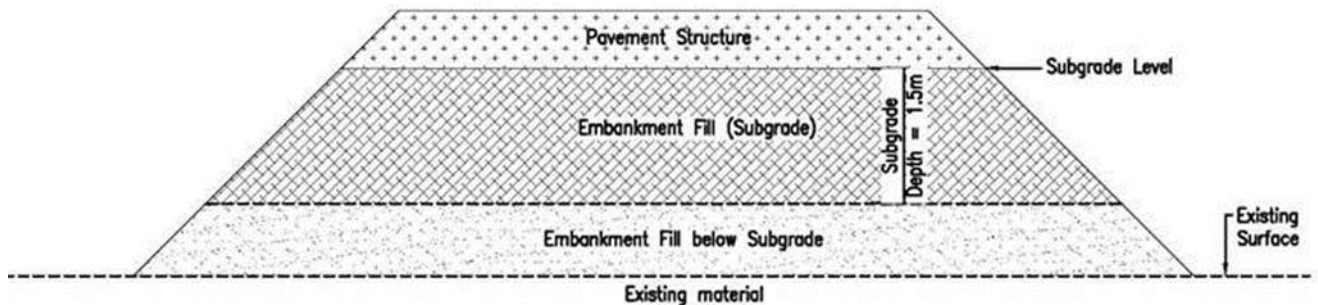 Pavement Structure
Subgrade Level
Embankment Fill (Subgrade)
Subgrade
Depth = 1.5m
Embankment Fill below Subgrade
Existing
Surface
Existing material